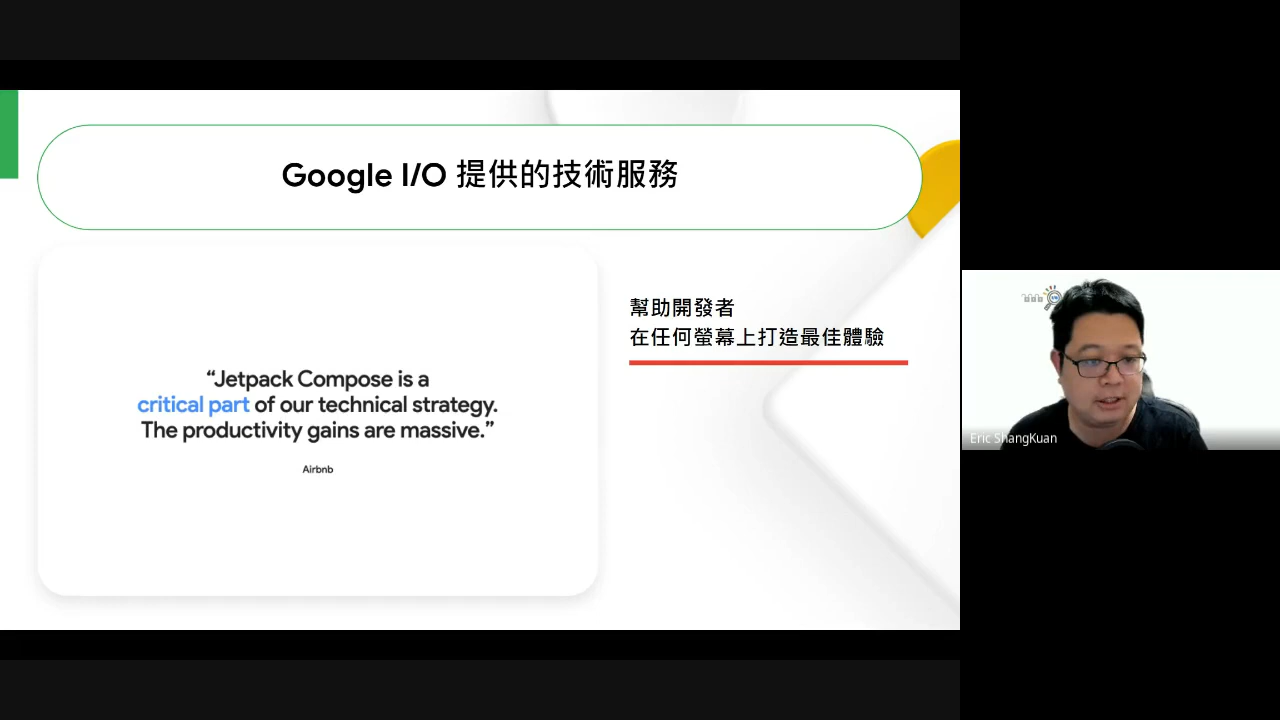 Google I/O 提供的技術服務
“Jetpack Compose is a
critical part of our technical strategy.
The productivity gains are massive.”
Airbnb
幫助開發者
在任何螢幕上打造最佳體驗
Eric ShangKuan